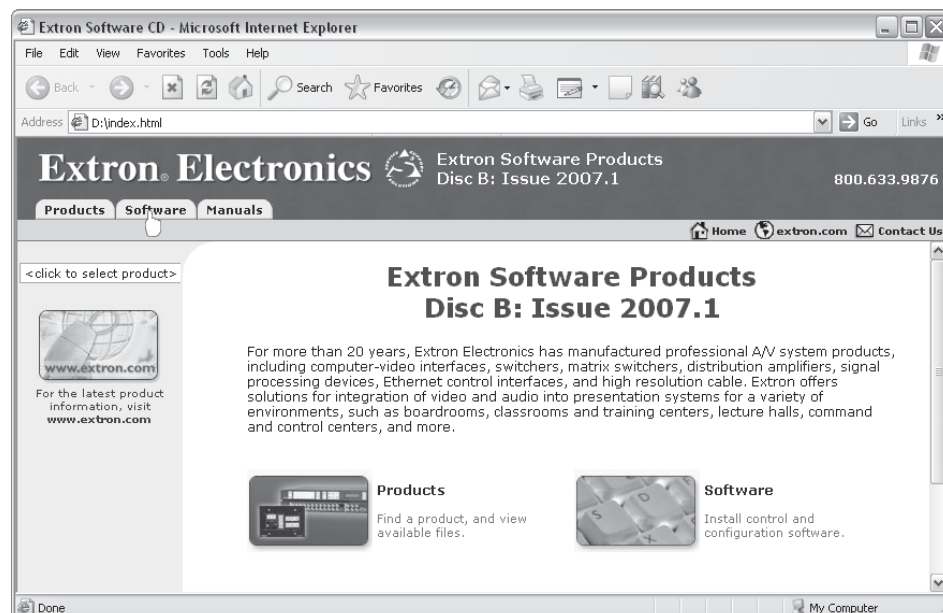 Extron Software CD - Microsoft Internet Explorer
File Edit View Favorites Tools Help
Back Search Favorites
Address D:\index.html Go Links »
Extron® Electronics
Extron Software Products
Disc B: Issue 2007.1
800.633.9876
Products Software Manuals
Home extron.com Contact Us
<click to select product>
www.extron.com
For the latest product
information, visit
www.extron.com
Extron Software Products
Disc B: Issue 2007.1
For more than 20 years, Extron Electronics has manufactured professional A/V system products,
including computer-video interfaces, switchers, matrix switchers, distribution amplifiers, signal
processing devices, Ethernet control interfaces, and high resolution cable. Extron offers
solutions for integration of video and audio into presentation systems for a variety of
environments, such as boardrooms, classrooms and training centers, lecture halls, command
and control centers, and more.
Products
Find a product, and view
available files.
S D X
Software
Install control and
configuration software.
Done My Computer